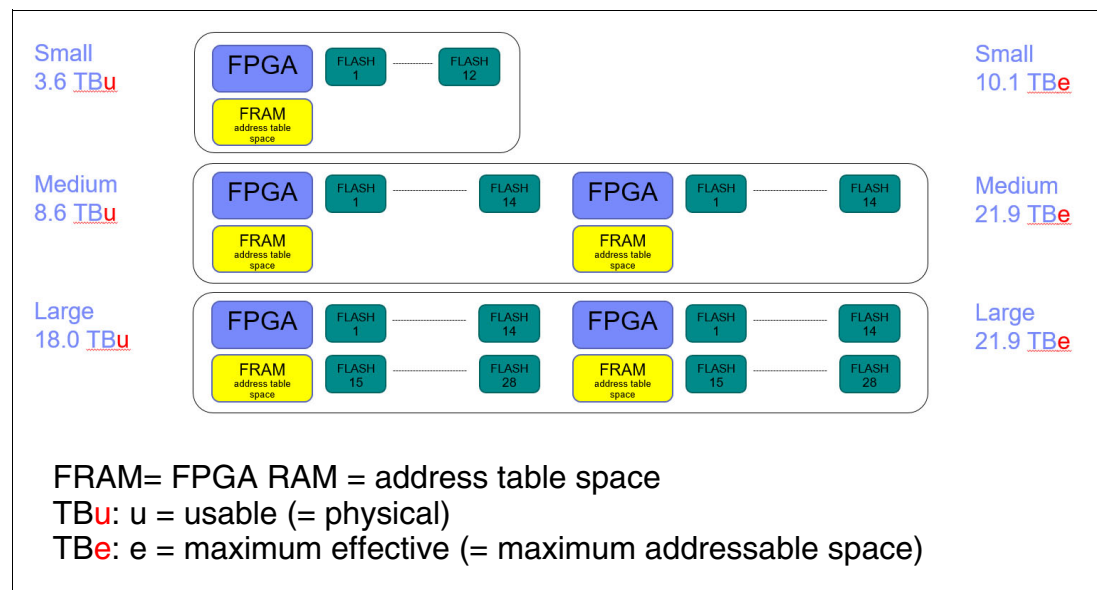 Small
3.6 TBu
FPGA
FLASH
1
FLASH
12
FRAM
address table
space
Small
10.1 TBe
Medium
8.6 TBu
FPGA
FLASH
1
FLASH
14
FRAM
address table
space
FPGA
FLASH
1
FLASH
14
FRAM
address table
space
Medium
21.9 TBe
Large
18.0 TBu
FPGA
FLASH
1
FLASH
14
FRAM
address table
space
FLASH
15
FLASH
28
FPGA
FLASH
1
FLASH
14
FRAM
address table
space
FLASH
15
FLASH
28
Large
21.9 TBe
FRAM= FPGA RAM = address table space
TBu: u = usable (= physical)
TBe: e = maximum effective (= maximum addressable space)